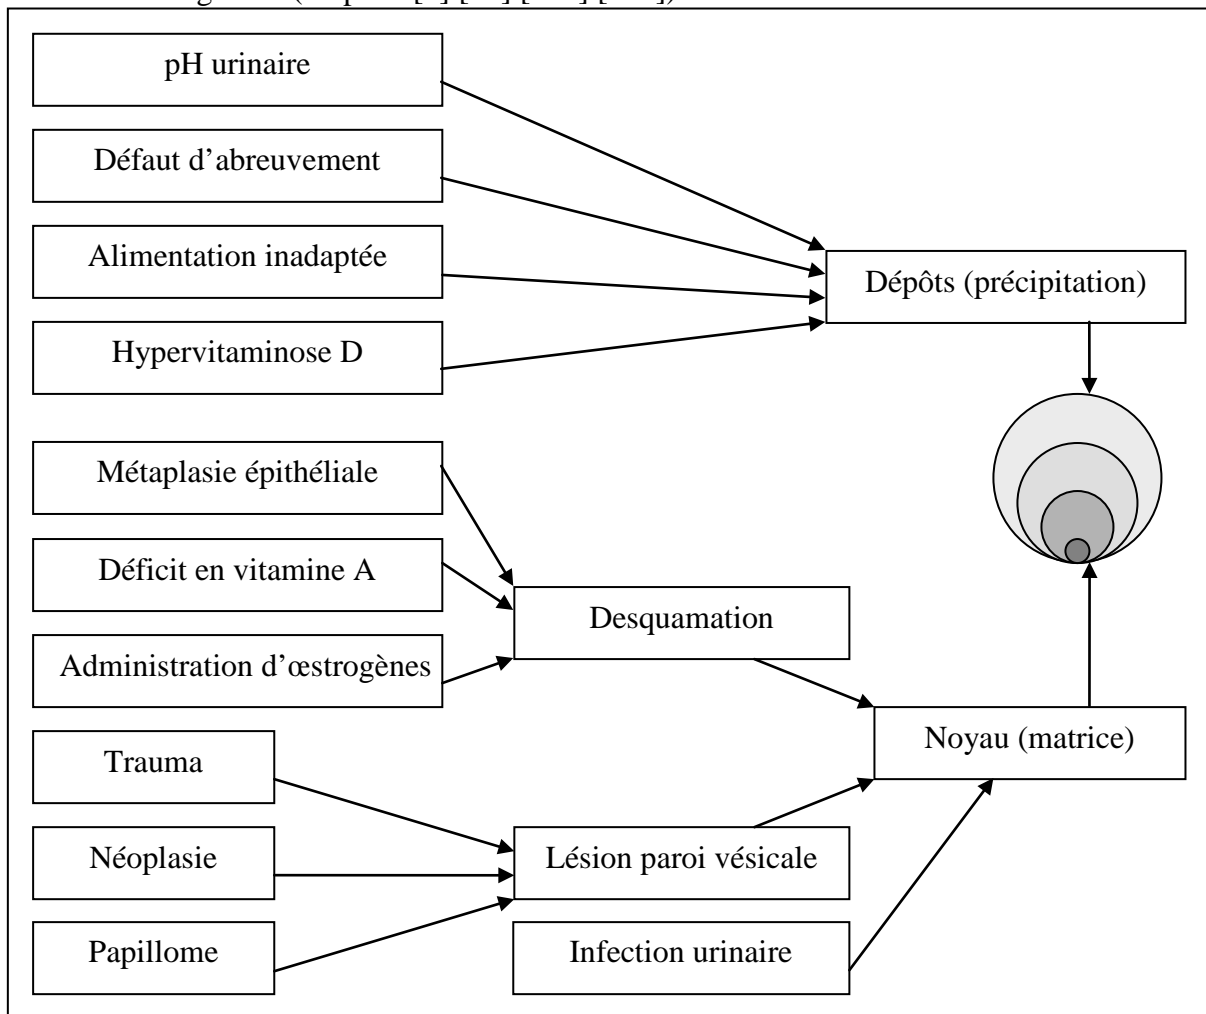 pH urinaire
Défaut d'abreuvement
Alimentation inadaptée
Dépôts (précipitation)
Hypervitaminose D
Métaplasie épithéliale
Déficit en vitamine A
Desquamation
Administration d'œstrogènes
Noyau (matrice)
Trauma
Néoplasie
Lésion paroi vésicale
Papillome
Infection urinaire